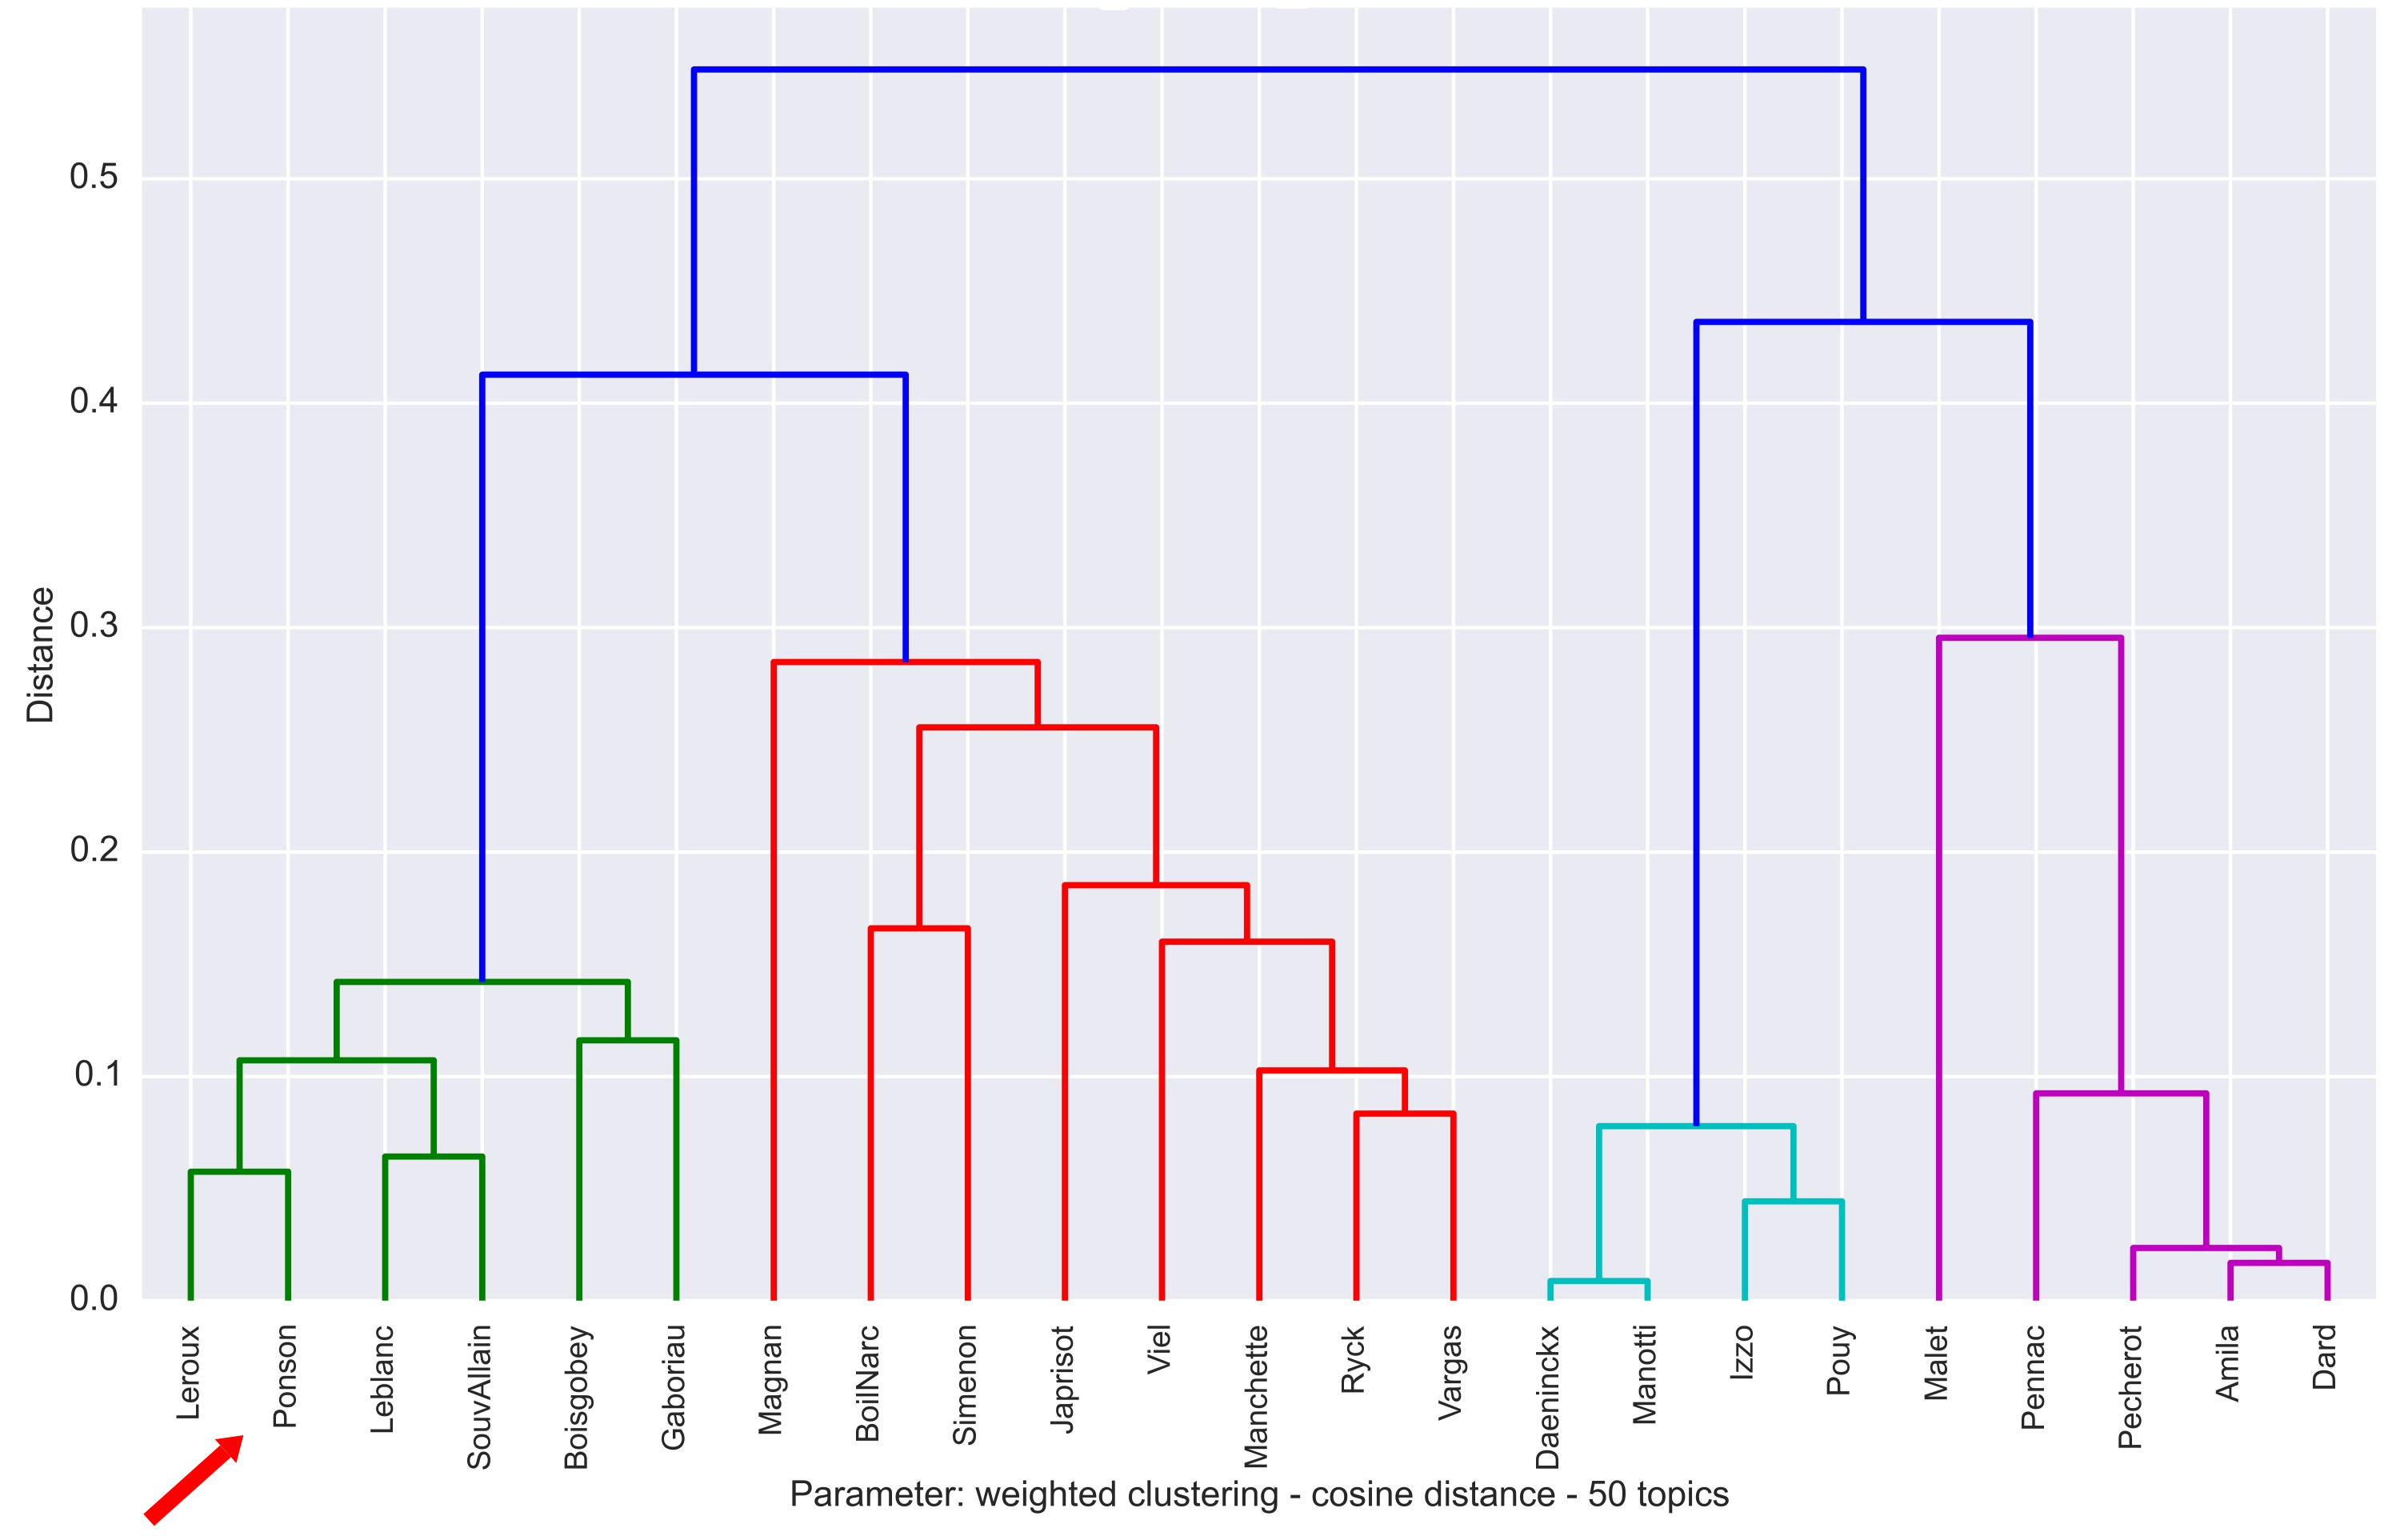 0.5
0.4
0.3
0.2
0.1
0.0
Distance
Leroux
Ponson
Leblanc
SouvAllain
Boisgobey
Gaboriau
Magnan
BoilNarc
Simenon
Japrisot
Viel
Manchette
Ryck
Vargas
Daeninckx
Manotti
Izzo
Pouy
Malet
Pennac
Pecherot
Amila
Dard
Parameter: weighted clustering - cosine distance - 50 topics